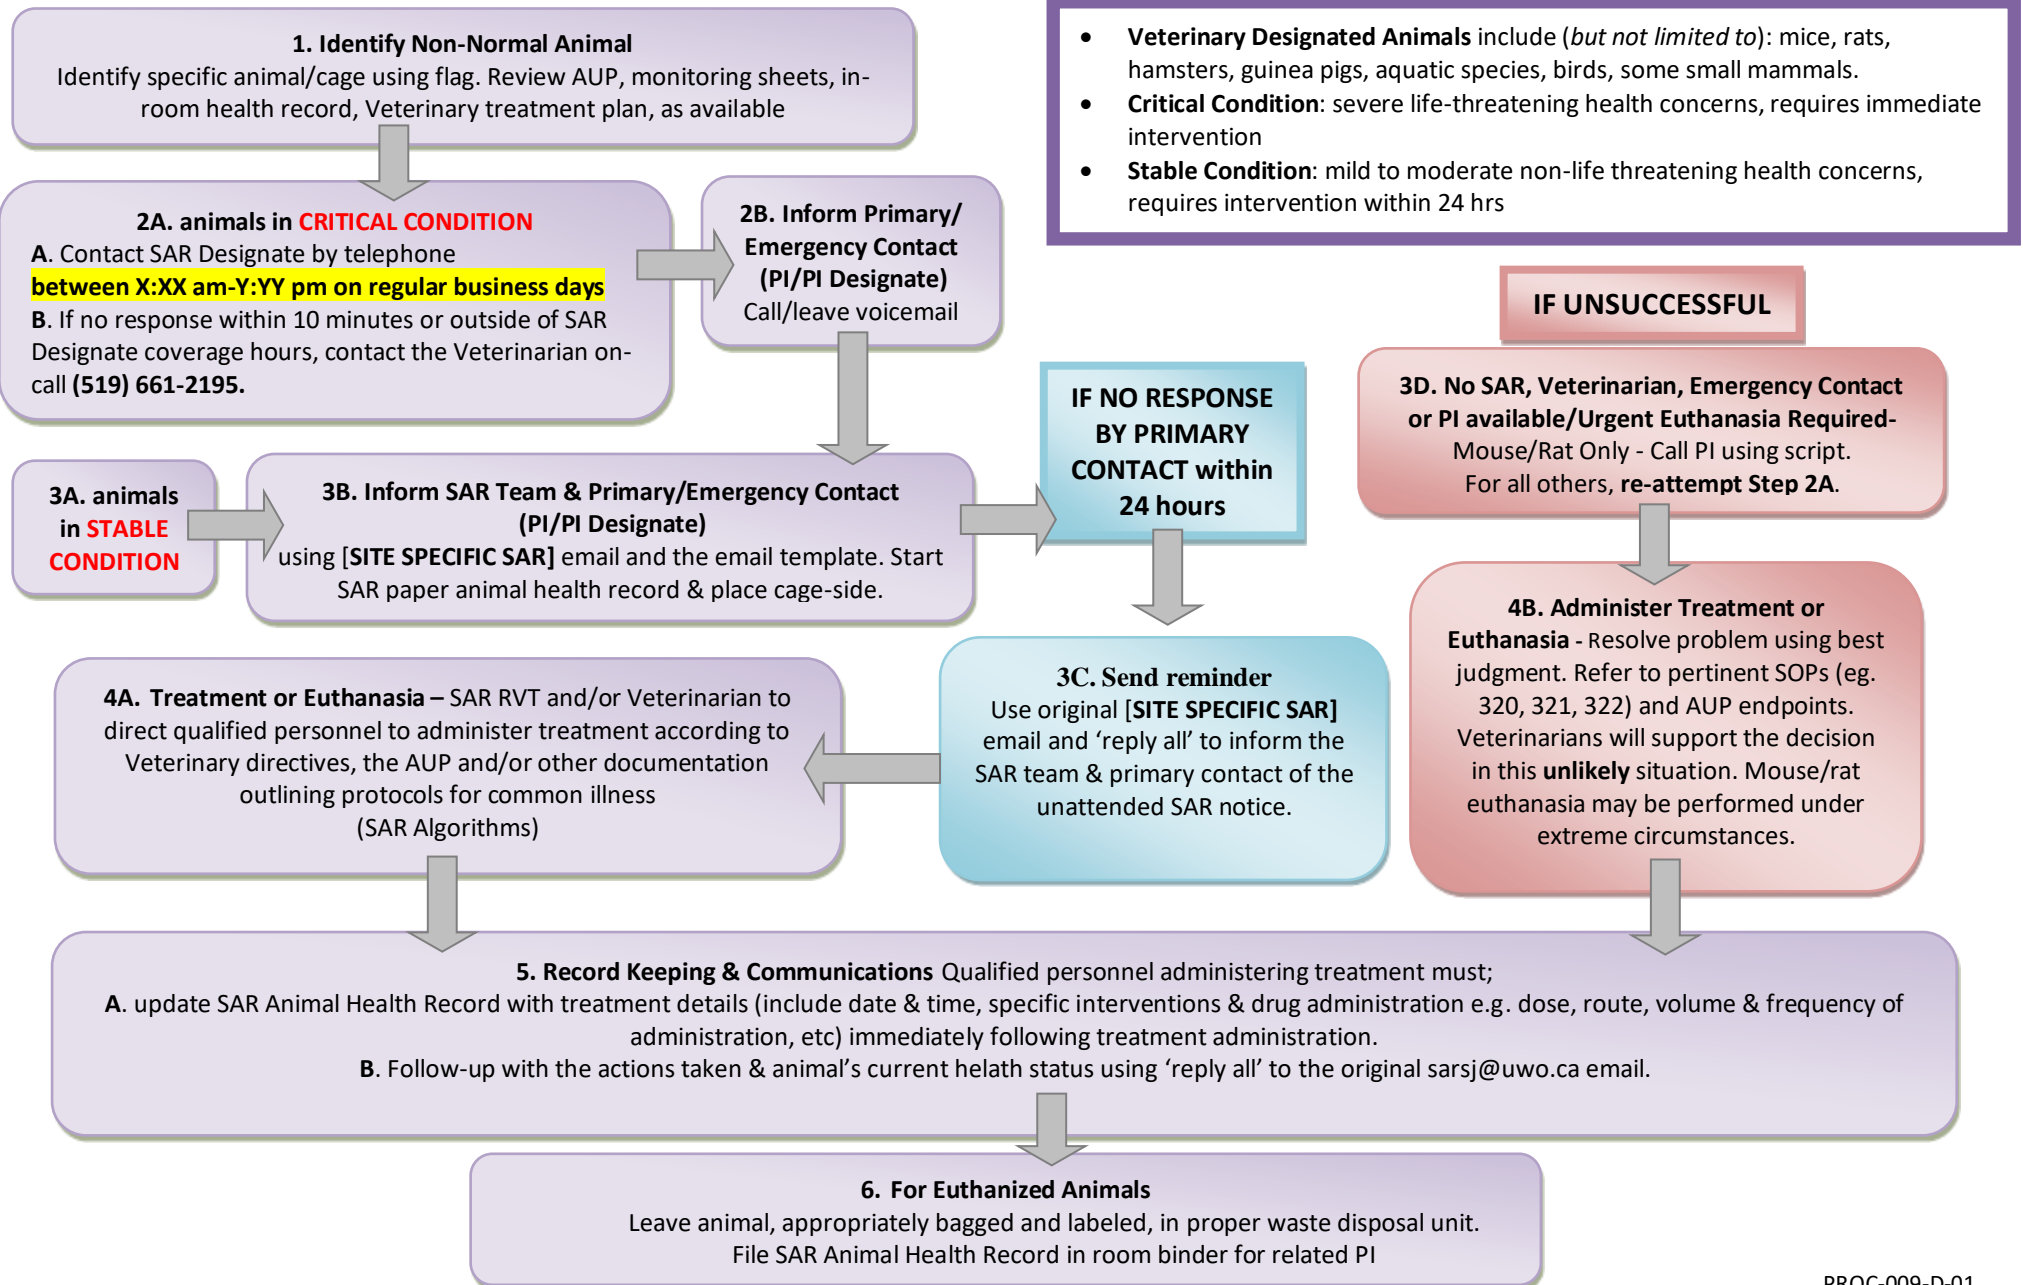 1. Identify Non-Normal Animal
Identify specific animal/cage using flag. Review AUP, monitoring sheets, in-
room health record, Veterinary treatment plan, as available
• Veterinary Designated Animals include (but not limited to): mice, rats,
hamsters, guinea pigs, aquatic species, birds, some small mammals.
• Critical Condition: severe life-threatening health concerns, requires immediate
intervention
• Stable Condition: mild to moderate non-life threatening health concerns,
requires intervention within 24 hrs
2A. animals in CRITICAL CONDITION
A. Contact SAR Designate by telephone
between X:XX am-Y:YY pm on regular business days
B. If no response within 10 minutes or outside of SAR
Designate coverage hours, contact the Veterinarian on-
call (519) 661-2195.
2B. Inform Primary/
Emergency Contact
(PI/PI Designate)
Call/leave voicemail
3A. animals
in STABLE
CONDITION
3B. Inform SAR Team & Primary/Emergency Contact
(PI/PI Designate)
using [SITE SPECIFIC SAR] email and the email template. Start
SAR paper animal health record & place cage-side.
IF NO RESPONSE
BY PRIMARY
CONTACT within
24 hours
3C. Send reminder
Use original [SITE SPECIFIC SAR]
email and ‘reply all’ to inform the
SAR team & primary contact of the
unattended SAR notice.
IF UNSUCCESSFUL
3D. No SAR, Veterinarian, Emergency Contact
or PI available/Urgent Euthanasia Required-
Mouse/Rat Only - Call PI using script.
For all others, re-attempt Step 2A.
4A. Treatment or Euthanasia – SAR RVT and/or Veterinarian to
direct qualified personnel to administer treatment according to
Veterinary directives, the AUP and/or other documentation
outlining protocols for common illness
(SAR Algorithms)
4B. Administer Treatment or
Euthanasia - Resolve problem using best
judgment. Refer to pertinent SOPs (eg.
320, 321, 322) and AUP endpoints.
Veterinarians will support the decision
in this unlikely situation. Mouse/rat
euthanasia may be performed under
extreme circumstances.
5. Record Keeping & Communications Qualified personnel administering treatment must;
A. update SAR Animal Health Record with treatment details (include date & time, specific interventions & drug administration e.g. dose, route, volume & frequency of
administration, etc) immediately following treatment administration.
B. Follow-up with the actions taken & animal’s current helath status using ‘reply all’ to the original sarsj@uwo.ca email.
6. For Euthanized Animals
Leave animal, appropriately bagged and labeled, in proper waste disposal unit.
File SAR Animal Health Record in room binder for related PI
PROC-009-D-01